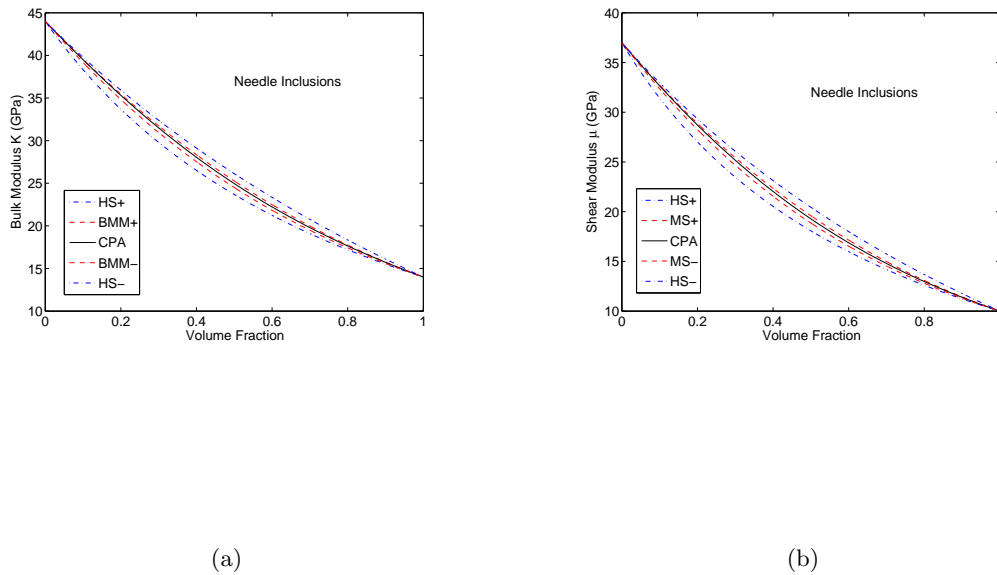 45
40
35
30
25
20
15
10
Bulk Modulus K (GPa)
Needle Inclusions
HS+
BMM+
CPA
BMM−
HS−
0
0.2
0.4
0.6
0.8
1
Volume Fraction
(a)
40
35
30
25
20
15
10
Shear Modulus μ (GPa)
Needle Inclusions
HS+
MS+
CPA
MS−
HS−
0
0.2
0.4
0.6
0.8
Volume Fraction
(b)